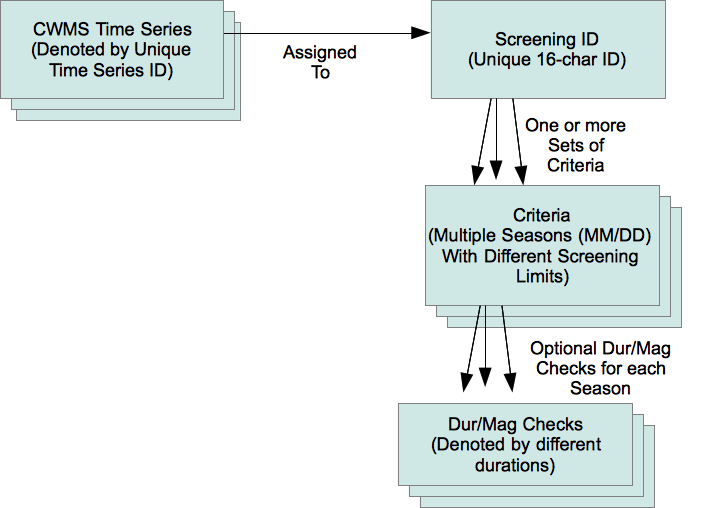 CWMS Time Series
(Denoted by Unique
Time Series ID)
Assigned
To
Screening ID
(Unique 16-char ID)
One or more
Sets of
Criteria
Criteria
(Multiple Seasons (MM/DD)
With Different Screening
Limits)
Optional Dur/Mag
Checks for each
Season
Dur/Mag Checks
(Denoted by different
durations)